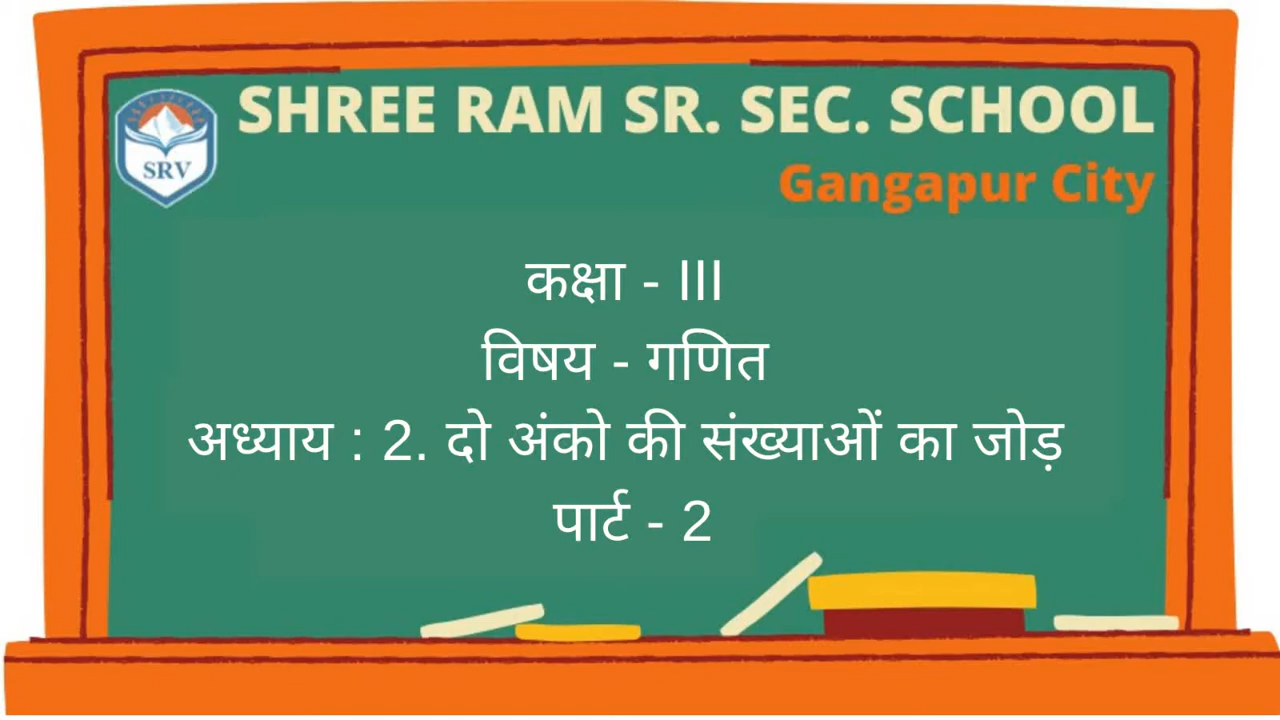 SHREE RAM SR. SEC. SCHOOL
SRV
Gangapur City
कक्षा - III
विषय - गणित
अध्याय : 2. दो अंको की संख्याओं का जोड़
पार्ट - 2